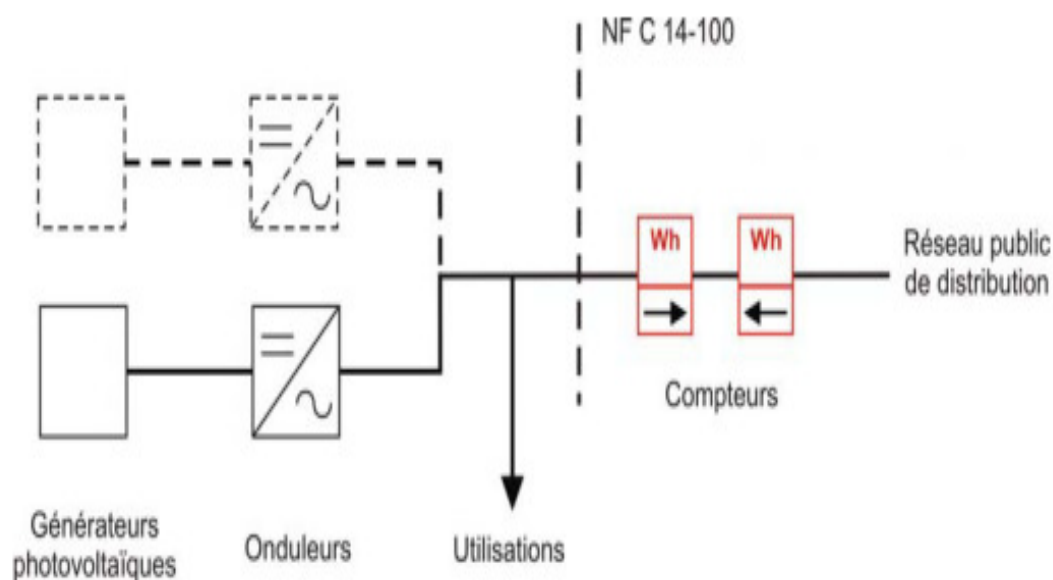 NF C 14-100
Wh
Wh
Réseau public
de distribution
Compteurs
Générateurs
photovoltaïques
Onduleurs
Utilisations